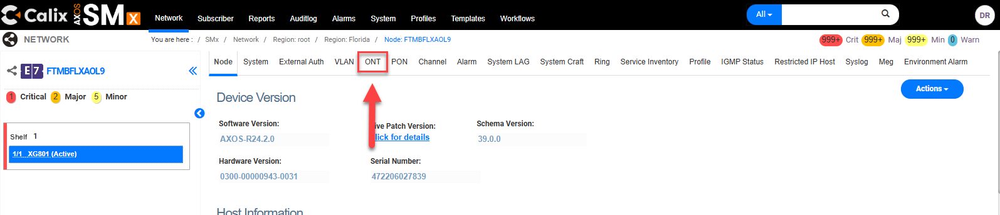 Calix AXOS SMx Network Subscriber Reports Auditlog Alarms System Profiles Templates Workflows All DR
NETWORK You are here : / SMx / Network / Region: root / Region: Florida / Node: FTMBFLXAOL9 999+ Crit 999+ Maj 999+ Min 0 Warn
E7 FTMBFLXAOL9
Node System External Auth VLAN ONT PON Channel Alarm System LAG System Craft Ring Service Inventory Profile IGMP Status Restricted IP Host Syslog Meg Environment Alarm
1 Critical 2 Major 5 Minor
Actions
Device Version
Shelf 1
1/1 XG801 (Active)
Software Version: ive Patch Version: Schema Version:
AXOS-R24.2.0 lick for details 39.0.0
Hardware Version: Serial Number:
0300-00000943-0031 472206027839
Host Information